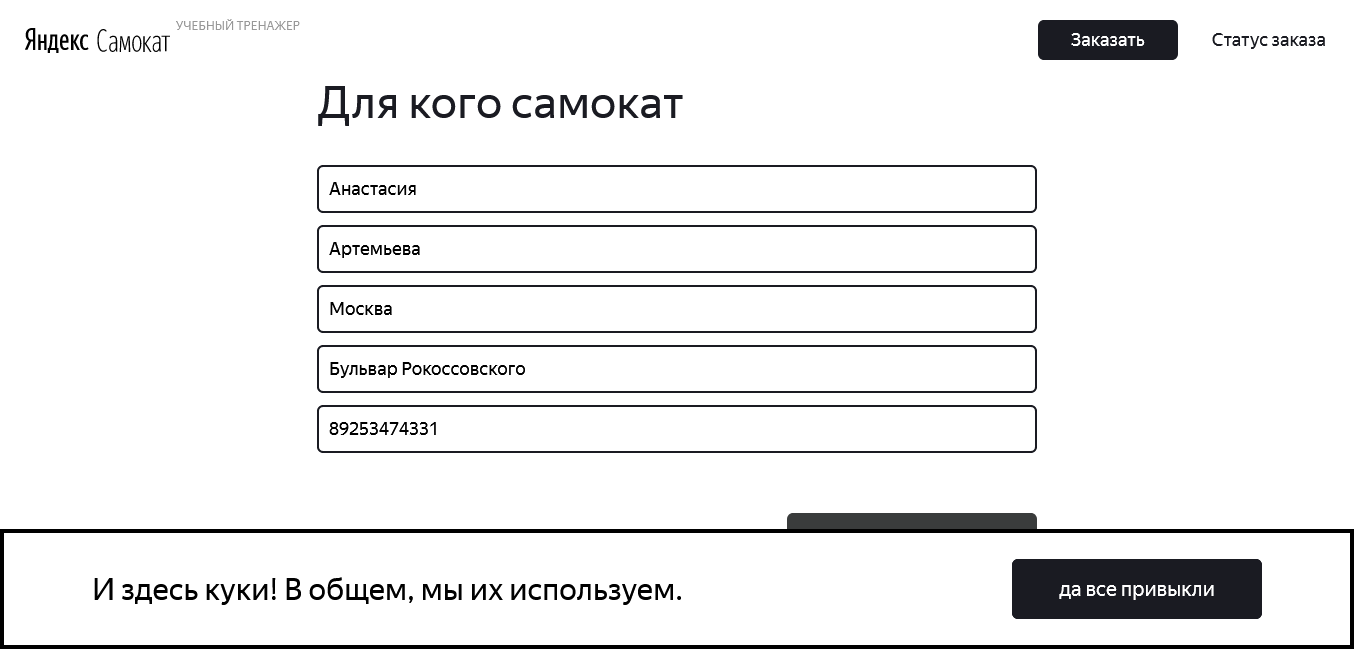 Яндекс Самокат
УЧЕБНЫЙ ТРЕНАЖЕР
Заказать
Статус заказа
Для кого самокат
Анастасия
Артемьева
Москва
Бульвар Рокоссовского
89253474331
И здесь куки! В общем, мы их используем.
да все привыкли